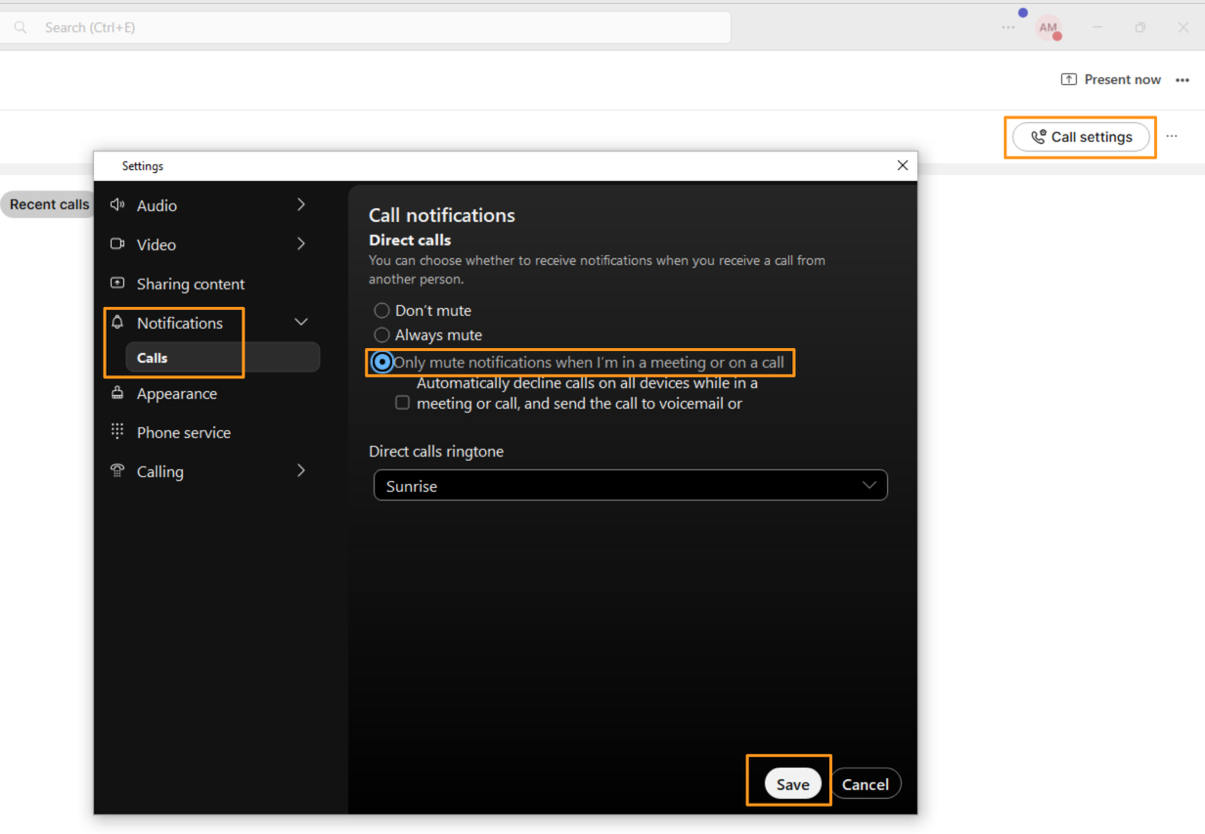 Search (Ctrl+E)
AM
Present now
Call settings
Settings
Recent calls
Audio
Video
Sharing content
Notifications
Calls
Appearance
Phone service
Calling
Call notifications
Direct calls
You can choose whether to receive notifications when you receive a call from
another person.
Don't mute
Always mute
Only mute notifications when I'm in a meeting or on a call
Automatically decline calls on all devices while in a
meeting or call, and send the call to voicemail or
Direct calls ringtone
Sunrise
Save
Cancel